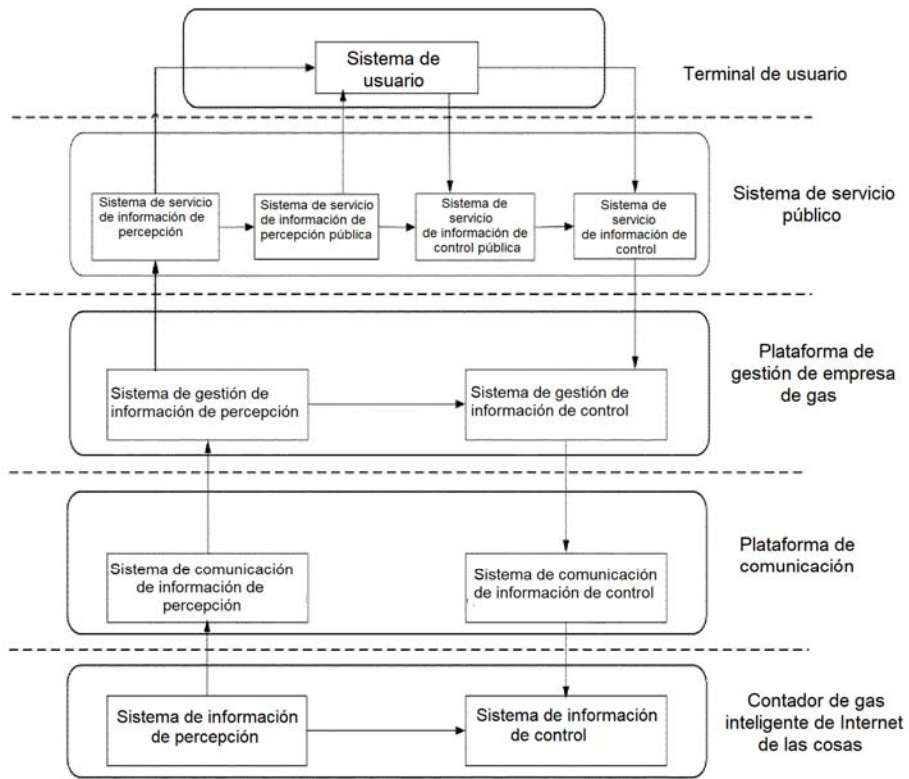 Sistema de
usuario
Terminal de usuario
Sistema de servicio
de información de
percepción
Sistema de servicio
de información de
percepción pública
Sistema de
servicio
de información de
control pública
Sistema de
servicio
de información de
control
Sistema de servicio
público
Sistema de gestión de
información de percepción
Sistema de gestión de
información de control
Plataforma de
gestión de empresa
de gas
Sistema de comunicación
de información de
percepción
Sistema de comunicación
de información de control
Plataforma de
comunicación
Sistema de información
de percepción
Sistema de información
de control
Contador de gas
inteligente de Internet
de las cosas